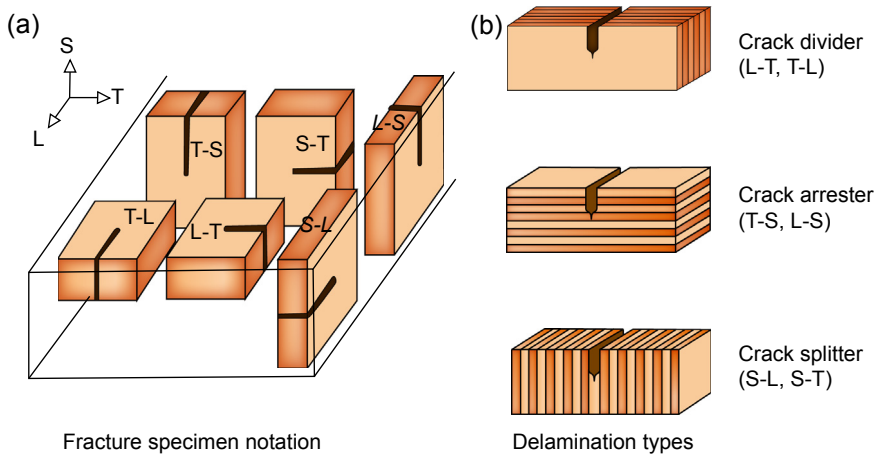 (a)
S
T
L
T-S
S-T
L-S
T-L
L-T
S-L
Fracture specimen notation
(b)
Crack divider
(L-T, T-L)
Crack arrester
(T-S, L-S)
Crack splitter
(S-L, S-T)
Delamination types